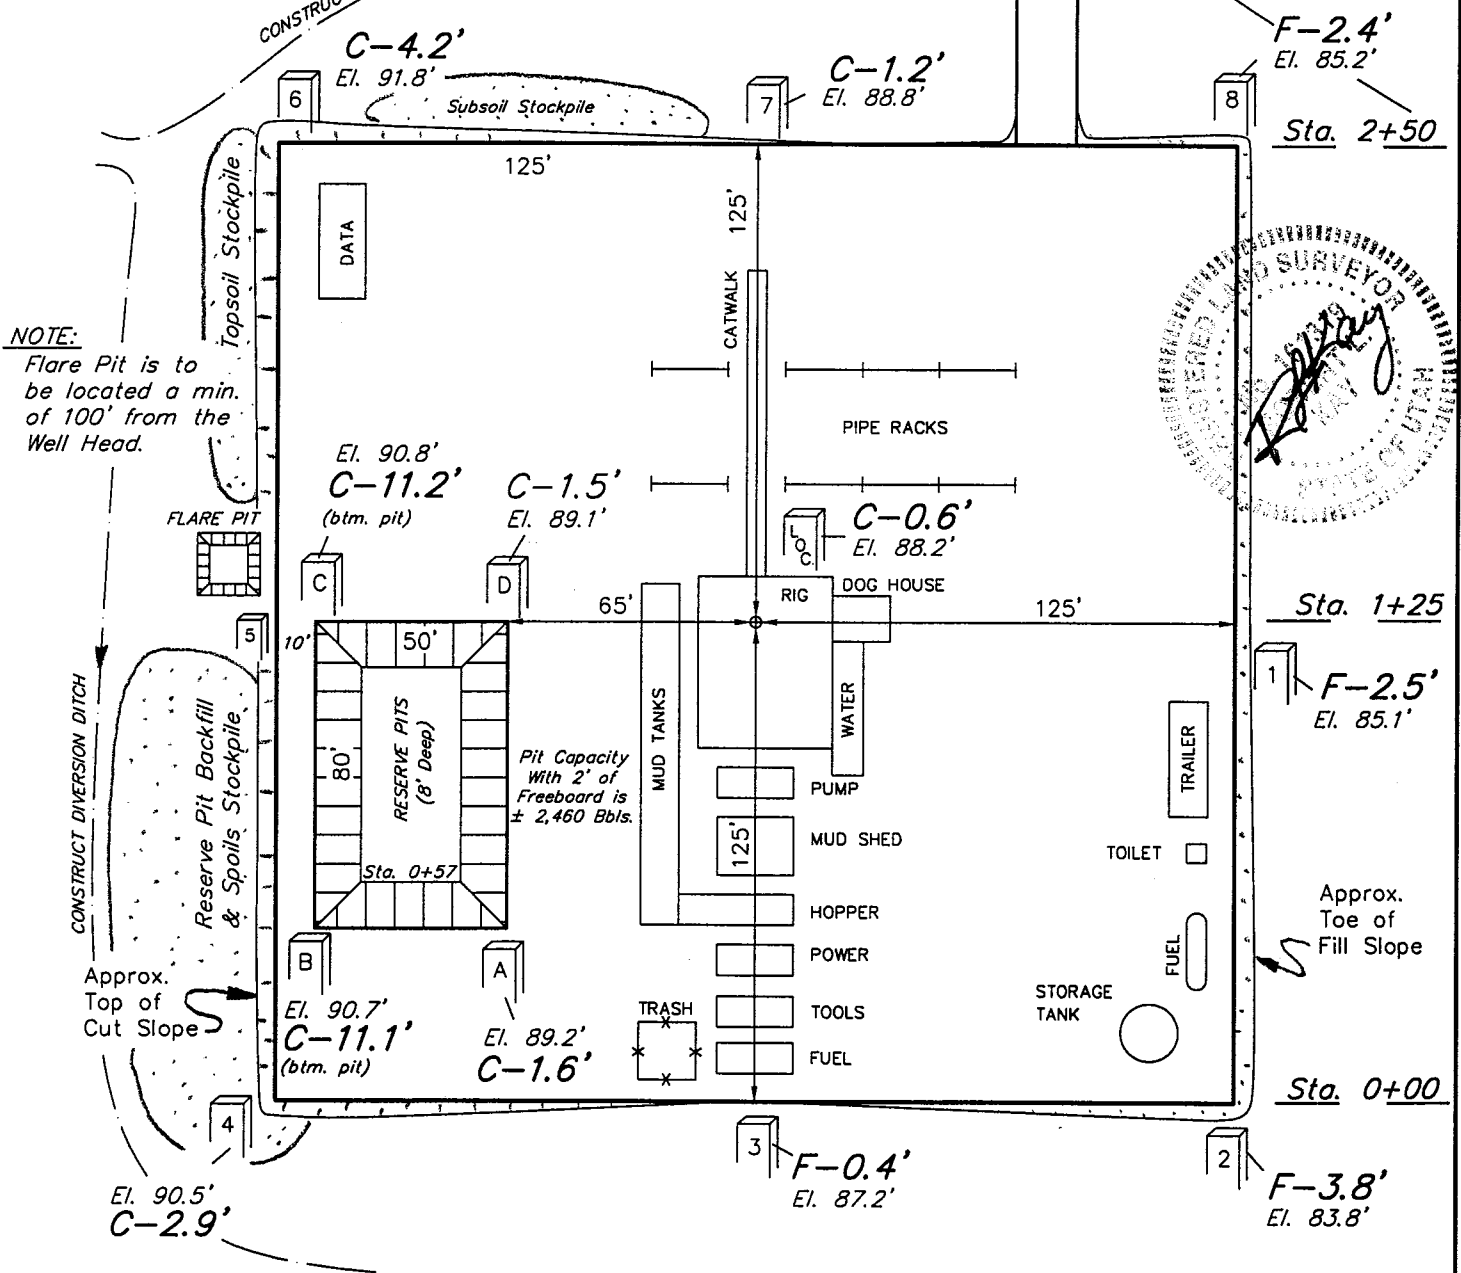 CONSTRUC
C-4.2'
El. 91.8'
6
Subsoil Stockpile
7
C-1.2'
El. 88.8'
F-2.4'
El. 85.2'
8
Sta. 2+50
125'
125'
Topsoil Stockpile
DATA
CATWALK
REGISTERED LAND SURVEYOR
STATE OF UTAH
NOTE:
Flare Pit is to
be located a min.
of 100' from the
Well Head.
PIPE RACKS
El. 90.8'
C-11.2'
(btm. pit)
C-1.5'
El. 89.1'
FLARE PIT
LOC.
C-0.6'
El. 88.2'
C
D
RIG
DOG HOUSE
65'
125'
Sta. 1+25
5
10'
50'
1
F-2.5'
El. 85.1'
CONSTRUCT DIVERSION DITCH
Reserve Pit Backfill
& Spoils Stockpile
80'
RESERVE PITS
(8' Deep)
Pit Capacity
With 2' of
Freeboard is
± 2,460 Bbls.
MUD TANKS
WATER
PUMP
TRAILER
125'
MUD SHED
TOILET
Sta. 0+57
HOPPER
Approx.
Toe of
Fill Slope
B
A
POWER
FUEL
Approx.
Top of
Cut Slope
El. 90.7'
C-11.1'
(btm. pit)
El. 89.2'
C-1.6'
TRASH
TOOLS
FUEL
STORAGE
TANK
Sta. 0+00
4
3
2
El. 90.5'
C-2.9'
F-0.4'
El. 87.2'
F-3.8'
El. 83.8'